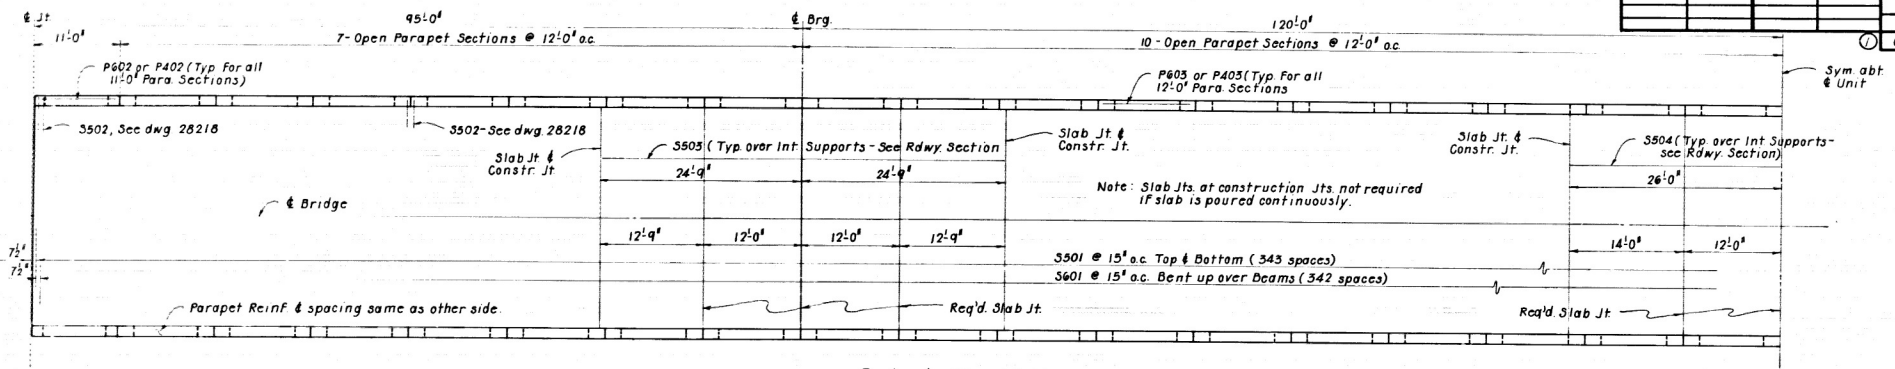 ℄ Jt.
95'-0"
℄ Brg.
120'-0"
11'-0"
7-Open Parapet Sections @ 12'-0" o.c.
10-Open Parapet Sections @ 12'-0" o.c.
1
P602 or P402 (Typ. For all
11'-0" Para. Sections)
P603 or P403 (Typ. For all
12'-0" Para. Sections
Sym. abt.
℄ Unit
S502, See dwg 28218
S502-See dwg. 28218
Slab Jt. &
Constr. Jt.
S503 (Typ. over Int. Supports - See Rdwy. Section
Slab Jt. &
Constr. Jt.
Slab Jt. &
Constr. Jt.
S504 (Typ. over Int. Supports-
see Rdwy. Section)
24'-9"
24'-9"
26'-0"
Note: Slab Jts. at construction Jts. not required
if slab is poured continuously.
℄ Bridge
12'-9"
12'-0"
12'-0"
12'-9"
14'-0"
12'-0"
7½"
7½"
S501 @ 15" o.c. Top & Bottom (343 spaces)
S601 @ 15" o.c. Bent up over Beams (342 spaces)
Parapet Reinf. & spacing same as other side.
Req'd. Slab Jt.
Req'd. Slab Jt.